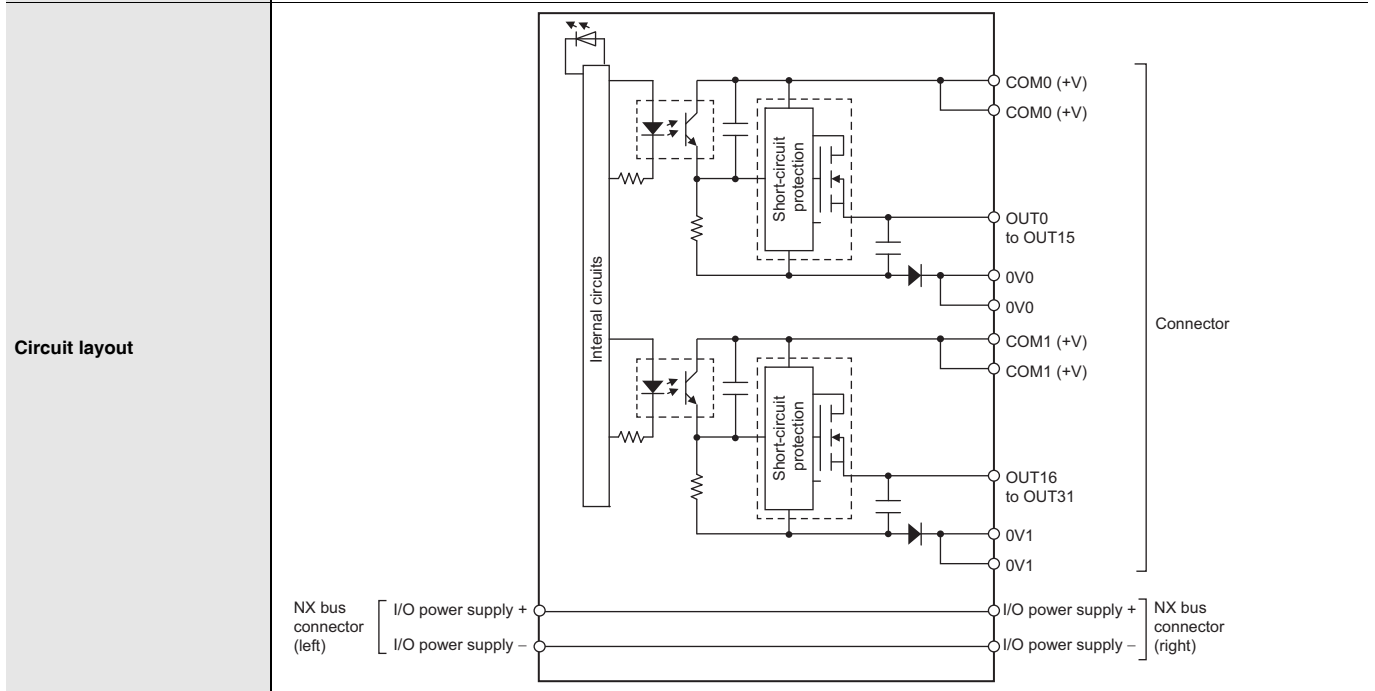 Circuit layout
Internal circuits
Short-circuit
protection
COM0 (+V)
COM0 (+V)
OUT0
to OUT15
0V0
0V0
Short-circuit
protection
COM1 (+V)
COM1 (+V)
OUT16
to OUT31
0V1
0V1
Connector
NX bus
connector
(left)
I/O power supply +
I/O power supply –
I/O power supply +
I/O power supply –
NX bus
connector
(right)